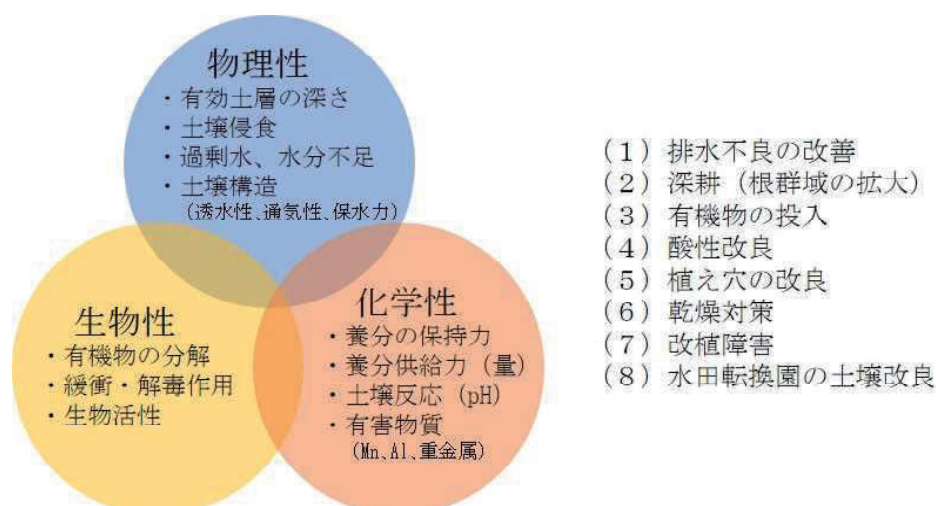 物理性
・有効土層の深さ
・土壌侵食
・過剰水、水分不足
・土壌構造
(透水性、通気性、保水力)
生物性
・有機物の分解
・緩衝・解毒作用
・生物活性
化学性
・養分の保持力
・養分供給力（量）
・土壌反応（pH）
・有害物質
(Mn、Al、重金属)
（１）排水不良の改善
（２）深耕（根群域の拡大）
（３）有機物の投入
（４）酸性改良
（５）植え穴の改良
（６）乾燥対策
（７）改植障害
（８）水田転換園の土壌改良